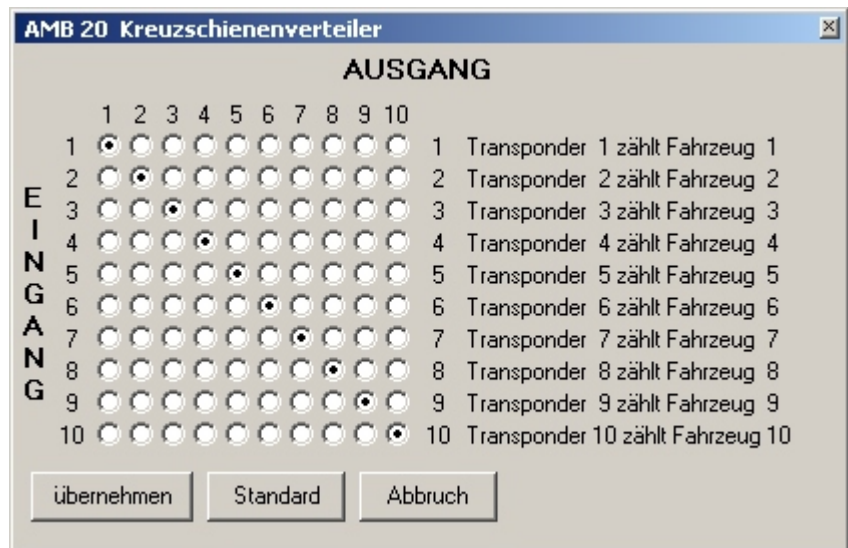 AMB 20 Kreuzschienenverteiler
AUSGANG
1 2 3 4 5 6 7 8 9 10
EINGANG
1 1 Transponder 1 zählt Fahrzeug 1
2 2 Transponder 2 zählt Fahrzeug 2
3 3 Transponder 3 zählt Fahrzeug 3
4 4 Transponder 4 zählt Fahrzeug 4
5 5 Transponder 5 zählt Fahrzeug 5
6 6 Transponder 6 zählt Fahrzeug 6
7 7 Transponder 7 zählt Fahrzeug 7
8 8 Transponder 8 zählt Fahrzeug 8
9 9 Transponder 9 zählt Fahrzeug 9
10 10 Transponder 10 zählt Fahrzeug 10
übernehmen Standard Abbruch